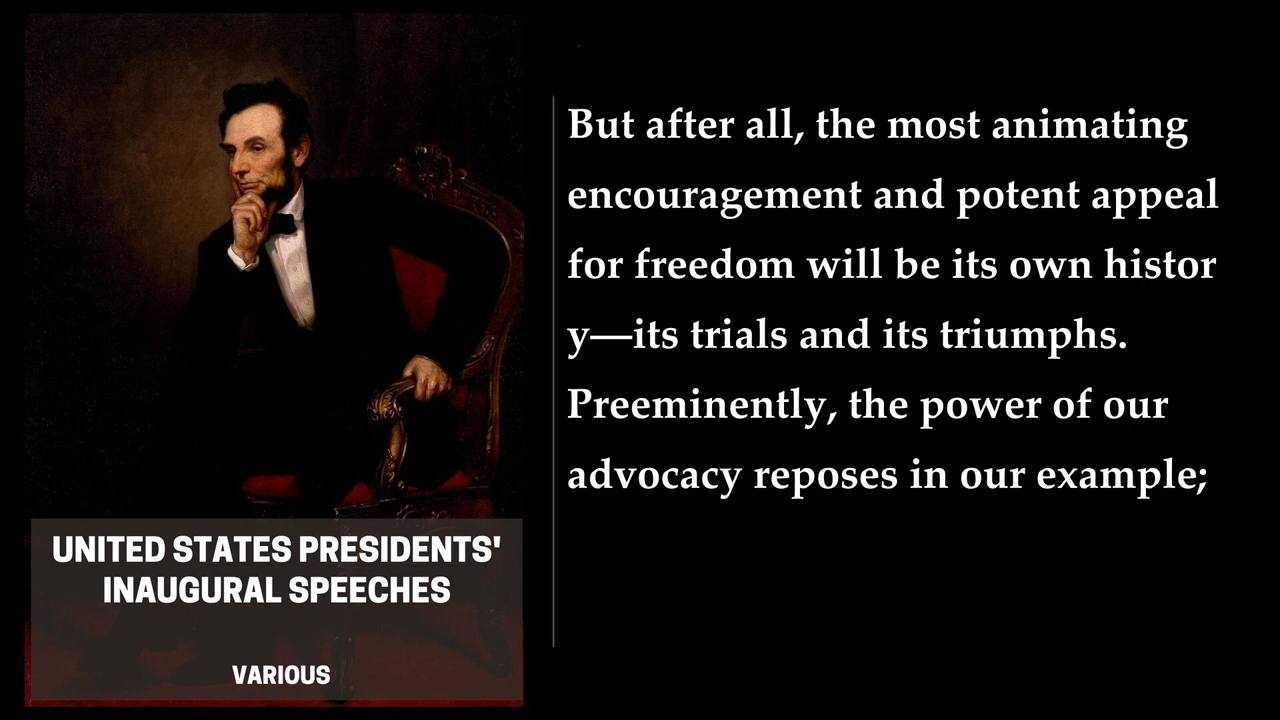 But after all, the most animating
encouragement and potent appeal
for freedom will be its own histor
y—its trials and its triumphs.
Preeminently, the power of our
advocacy reposes in our example;
UNITED STATES PRESIDENTS'
INAUGURAL SPEECHES
VARIOUS